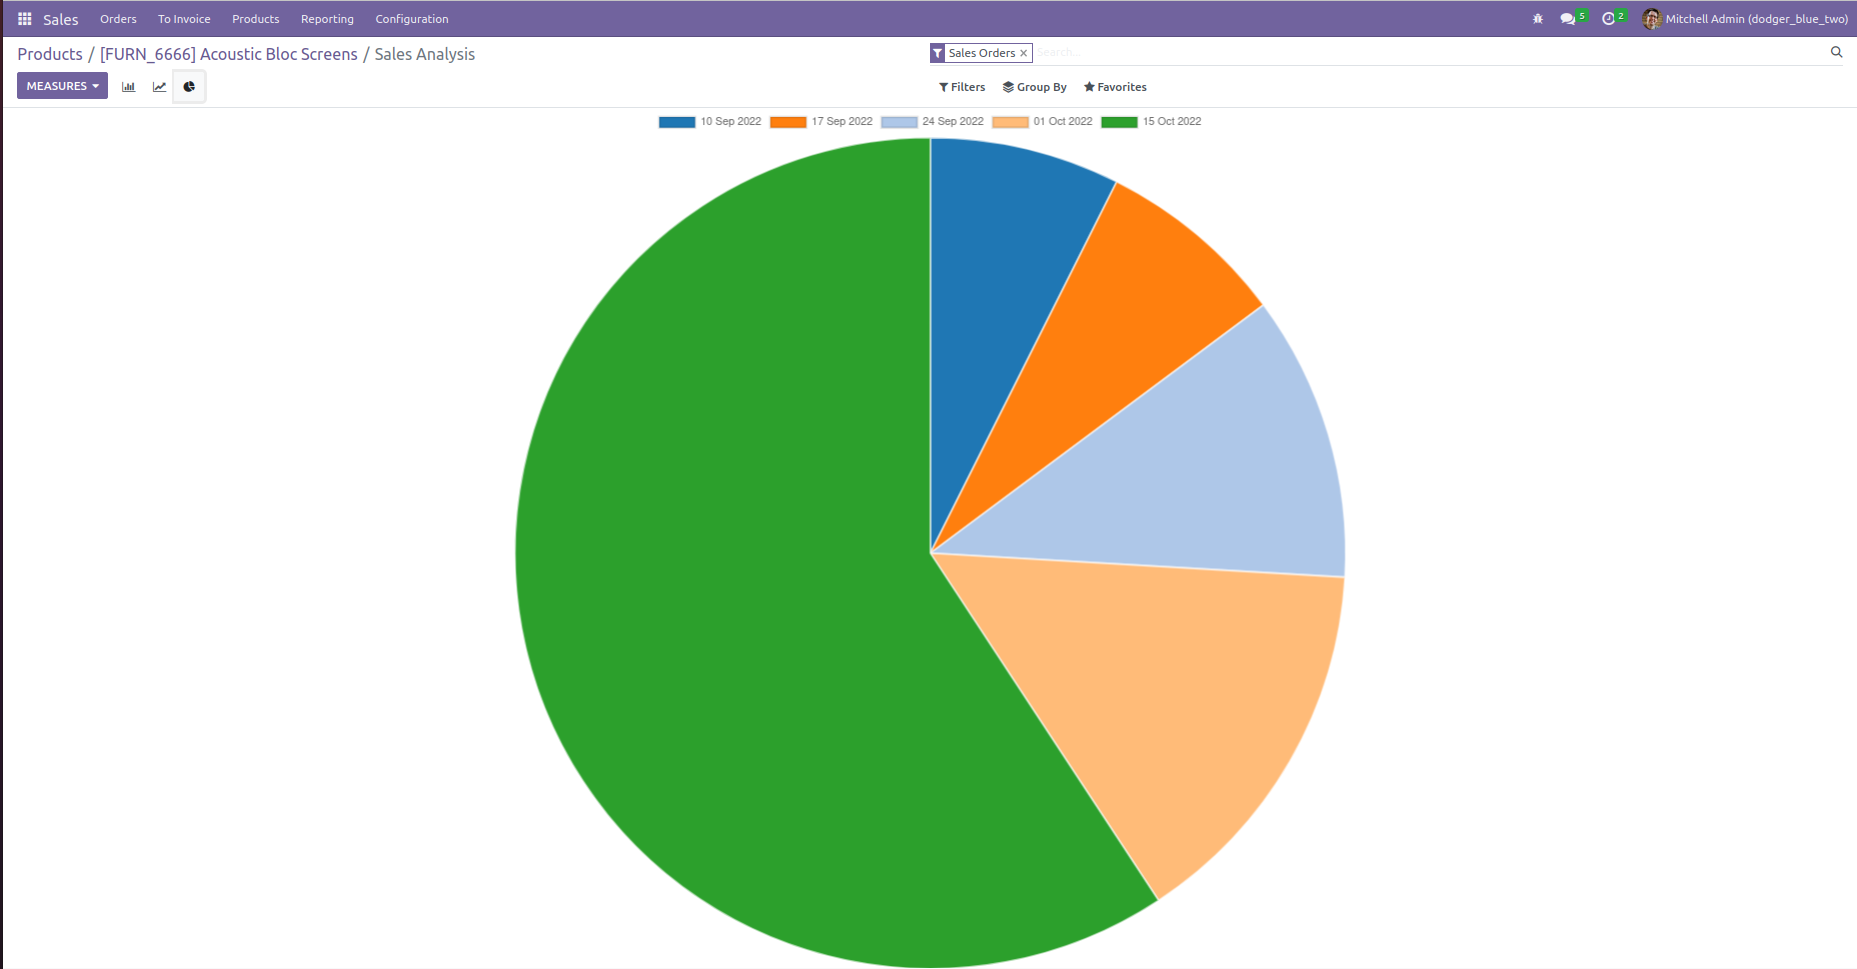 Sales Orders To Invoice Products Reporting Configuration 5 2 Mitchell Admin (dodger_blue_two)
Products / [FURN_6666] Acoustic Bloc Screens / Sales Analysis Sales Orders × Search...
MEASURES Filters Group By Favorites
10 Sep 2022 17 Sep 2022 24 Sep 2022 01 Oct 2022 15 Oct 2022